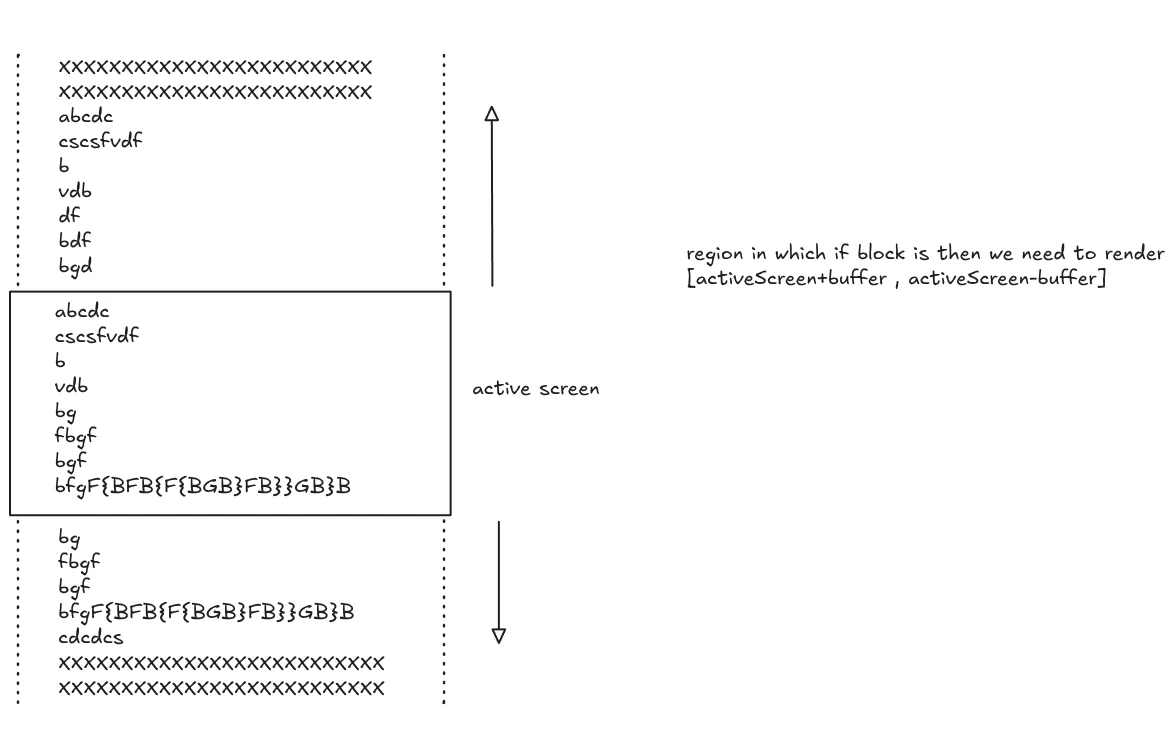 XXXXXXXXXXXXXXXXXXXXXXXXX
XXXXXXXXXXXXXXXXXXXXXXXXX
abcdc
cscsfvdf
b
vdb
df
bdf
bgd
abcdc
cscsfvdf
b
vdb
bg
fbgf
bgf
bfgF{BFB{F{BGB}FB}}GB}B
bg
fbgf
bgf
bfgF{BFB{F{BGB}FB}}GB}B
cdcdcs
XXXXXXXXXXXXXXXXXXXXXXXXXX
XXXXXXXXXXXXXXXXXXXXXXXXXX
active screen
region in which if block is then we need to render
[activeScreen+buffer , activeScreen-buffer]